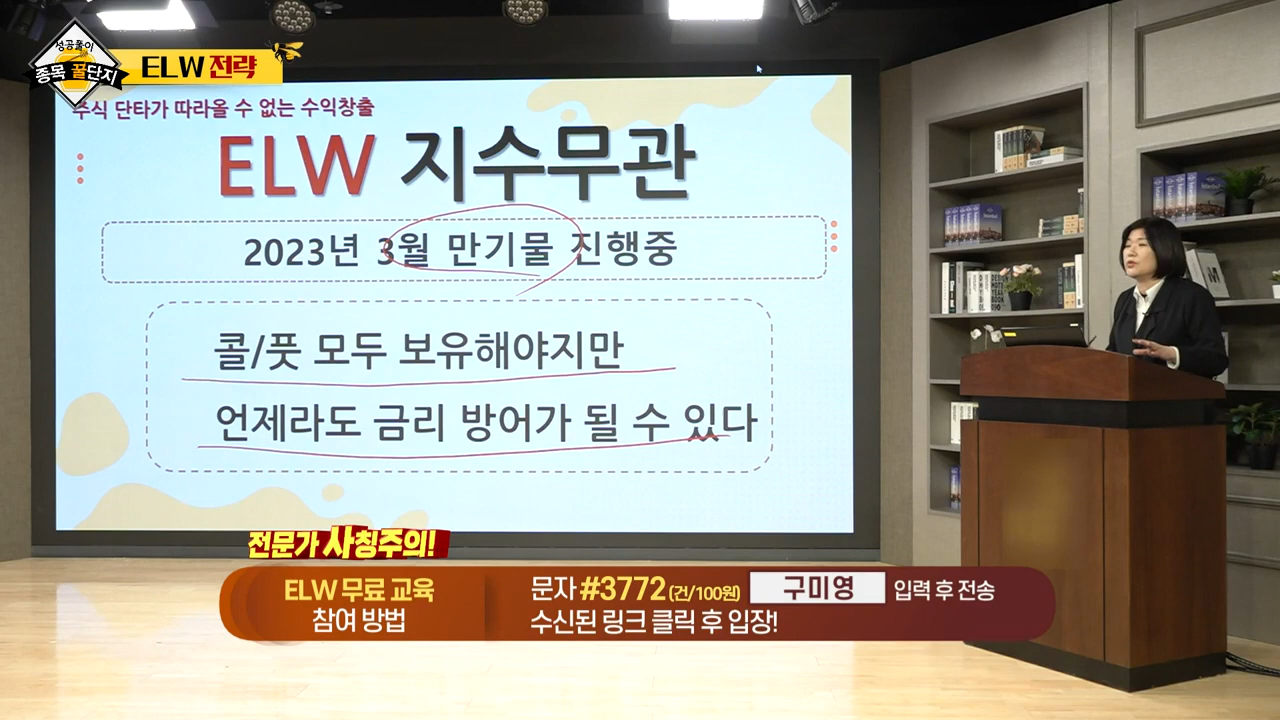 성공풀이
종목 꿀단지
ELW 전략
주식 단타가 따라올 수 없는 수익창출
ELW 지수무관
2023년 3월 만기물 진행중
콜/풋 모두 보유해야지만
언제라도 금리 방어가 될 수 있다
전문가 사칭주의!
ELW 무료 교육
참여 방법
문자 #3772 (건/100원) 구미영 입력 후 전송
수신된 링크 클릭 후 입장!